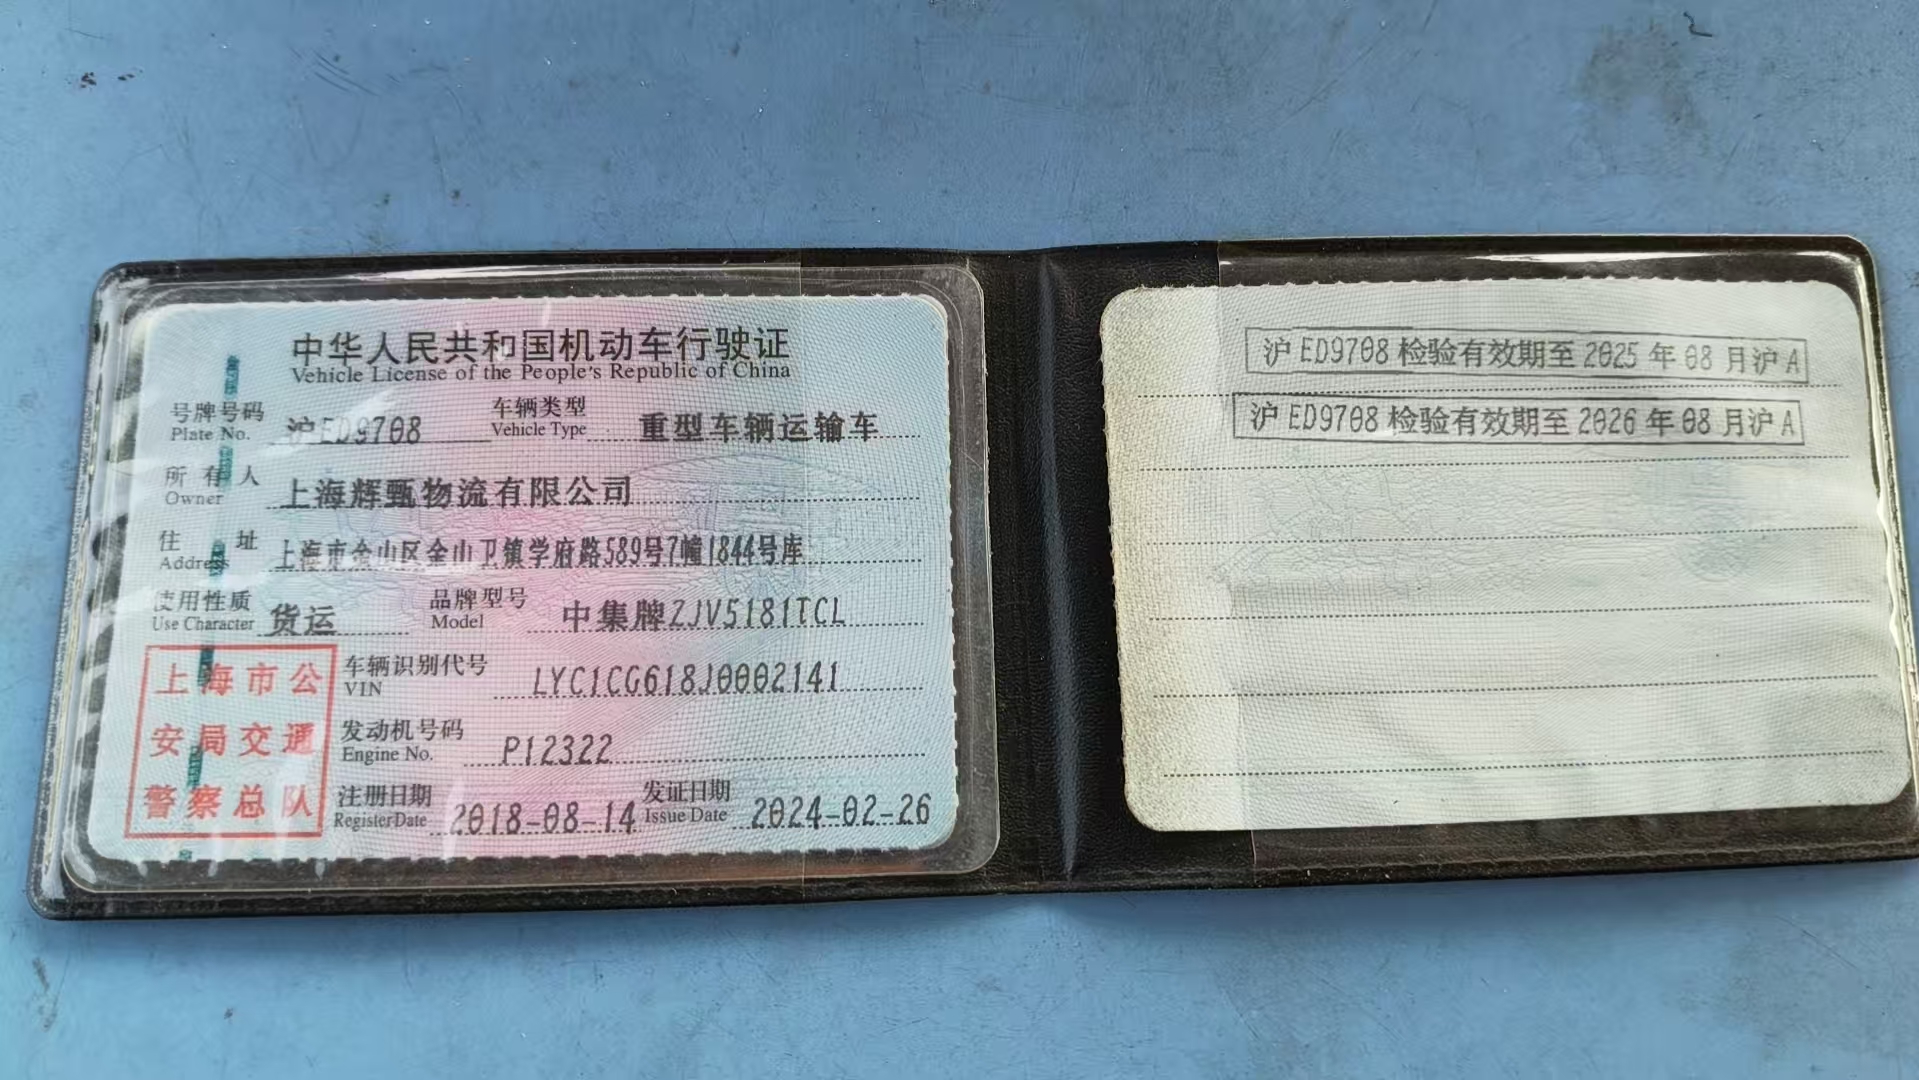 中华人民共和国机动车行驶证
Vehicle License of the People's Republic of China
号牌号码 沪ED9708 车辆类型 重型车辆运输车
Plate No. Vehicle Type
所有人 上海辉甄物流有限公司
Owner
住址 上海市金山区金山卫镇学府路589号7幢1844号库
Address
使用性质 货运 品牌型号 中集牌ZJV5181TCL
Use Character Model
车辆识别代号 LYC1CG618J0002141
VIN
发动机号码 P12322
Engine No.
注册日期 2018-08-14 发证日期 2024-02-26
Register Date Issue Date
上海市公
安局交通
警察总队
沪ED9708检验有效期至2025年08月沪A
沪ED9708检验有效期至2026年08月沪A